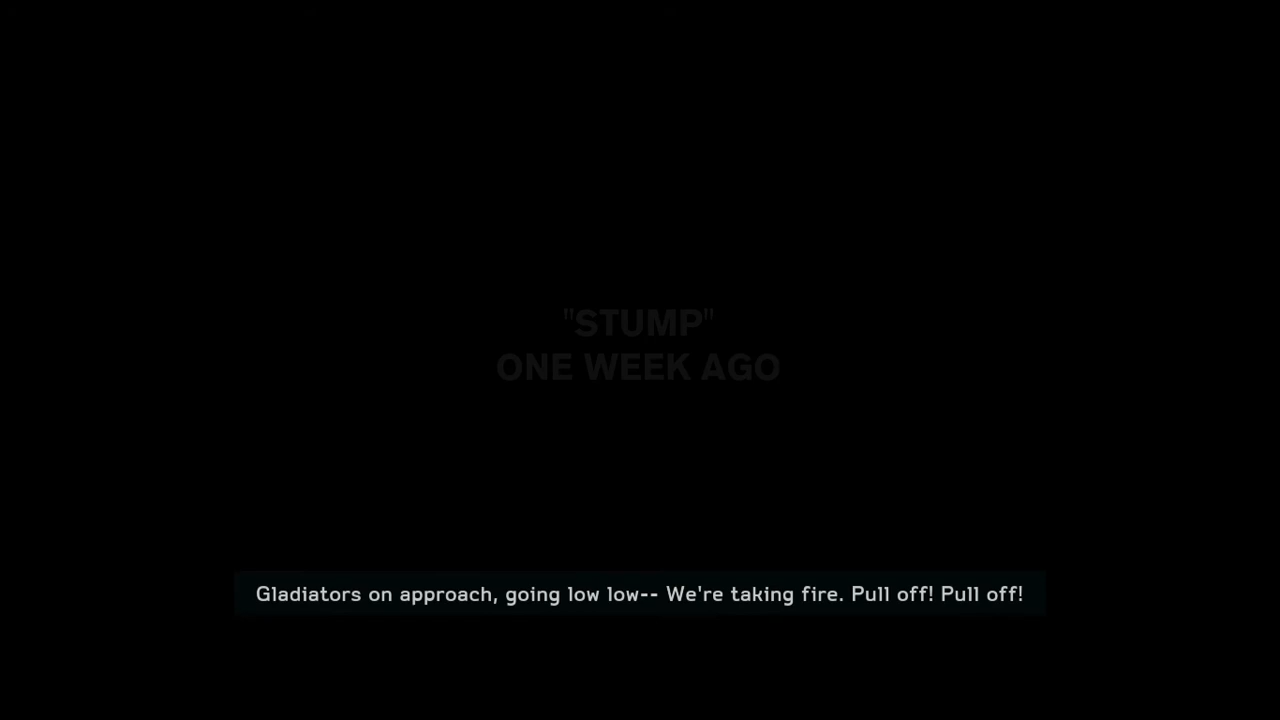 "STUMP"
ONE WEEK AGO
Gladiators on approach, going low low-- We're taking fire. Pull off! Pull off!